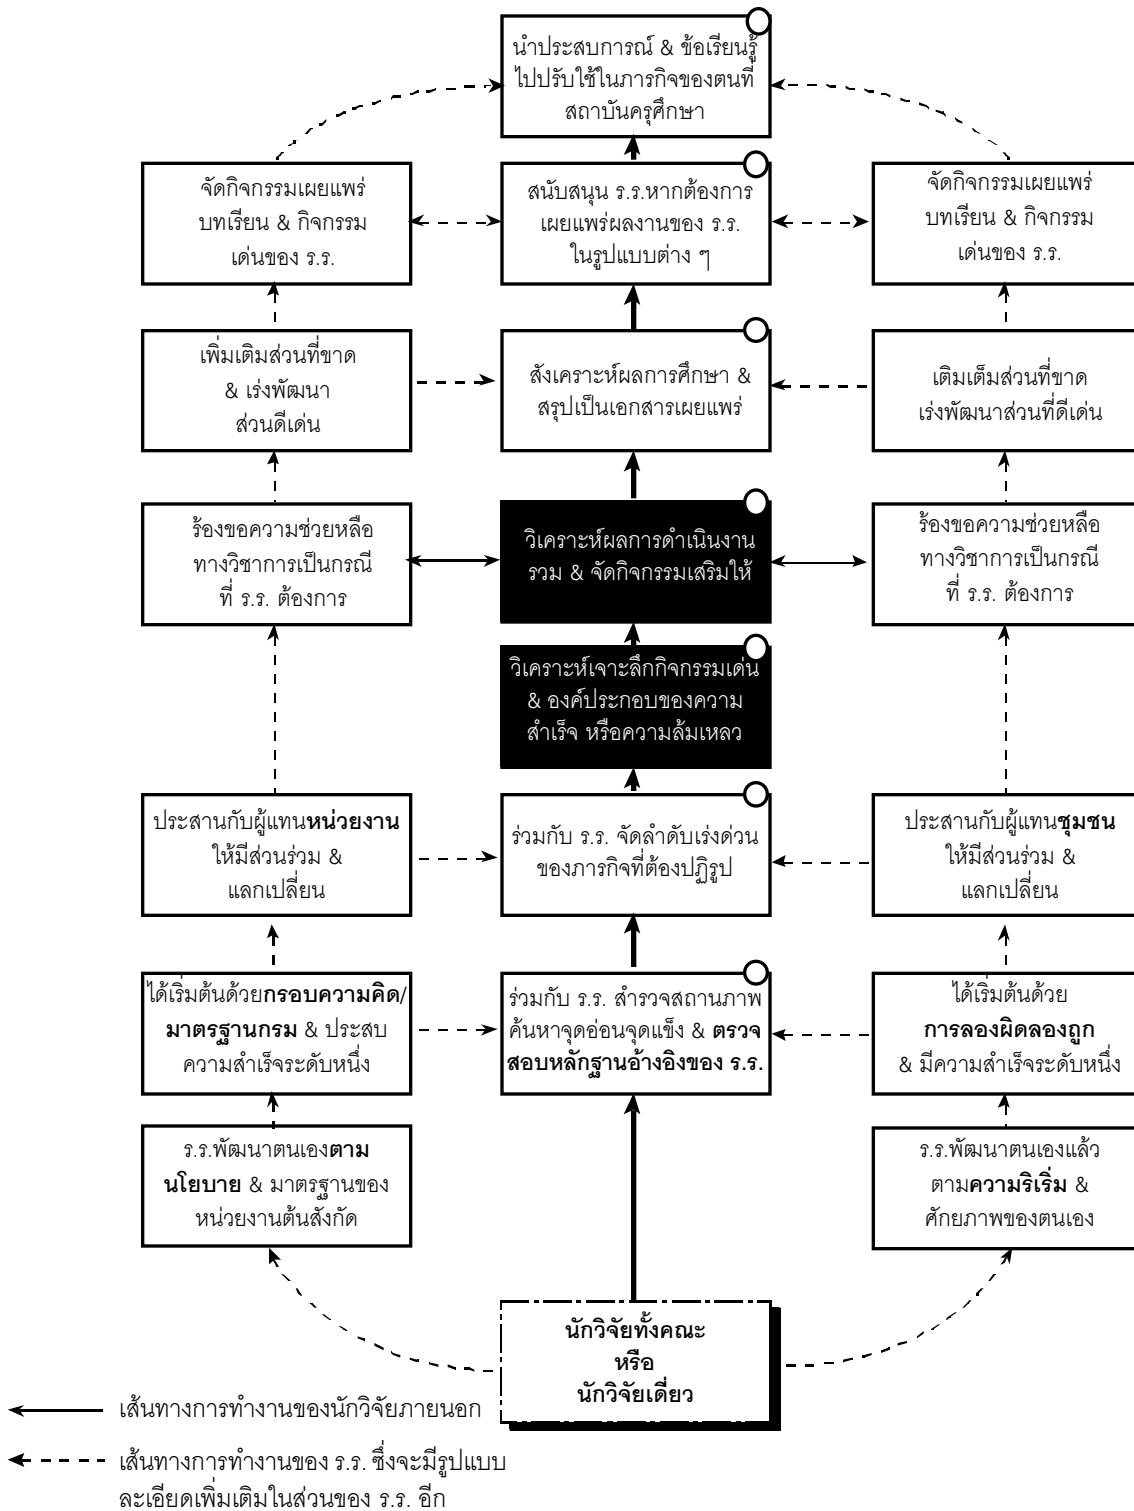 นำประสบการณ์ & ข้อเรียนรู้
ไปปรับใช้ในภารกิจของตนที่
สถาบันครุศึกษา
จัดกิจกรรมเผยแพร่
บทเรียน & กิจกรรม
เด่นของ ร.ร.
สนับสนุน ร.ร.หากต้องการ
เผยแพร่ผลงานของ ร.ร.
ในรูปแบบต่าง ๆ
จัดกิจกรรมเผยแพร่
บทเรียน & กิจกรรม
เด่นของ ร.ร.
เพิ่มเติมส่วนที่ขาด
& เร่งพัฒนา
ส่วนดีเด่น
สังเคราะห์ผลการศึกษา &
สรุปเป็นเอกสารเผยแพร่
เติมเต็มส่วนที่ขาด
เร่งพัฒนาส่วนที่ดีเด่น
ร้องขอความช่วยหลือ
ทางวิชาการเป็นกรณี
ที่ ร.ร. ต้องการ
วิเคราะห์ผลการดำเนินงาน
รวม & จัดกิจกรรมเสริมให้
ร้องขอความช่วยหลือ
ทางวิชาการเป็นกรณี
ที่ ร.ร. ต้องการ
วิเคราะห์เจาะลึกกิจกรรมเด่น
& องค์ประกอบของความ
สำเร็จ หรือความล้มเหลว
ประสานกับผู้แทนหน่วยงาน
ให้มีส่วนร่วม &
แลกเปลี่ยน
ร่วมกับ ร.ร. จัดลำดับเร่งด่วน
ของภารกิจที่ต้องปฏิรูป
ประสานกับผู้แทนชุมชน
ให้มีส่วนร่วม &
แลกเปลี่ยน
ได้เริ่มต้นด้วยกรอบความคิด/
มาตรฐานกรม & ประสบ
ความสำเร็จระดับหนึ่ง
ร่วมกับ ร.ร. สำรวจสถานภาพ
ค้นหาจุดอ่อนจุดแข็ง & ตรวจ
สอบหลักฐานอ้างอิงของ ร.ร.
ได้เริ่มต้นด้วย
การลองผิดลองถูก
& มีความสำเร็จระดับหนึ่ง
ร.ร.พัฒนาตนเองตาม
นโยบาย & มาตรฐานของ
หน่วยงานต้นสังกัด
ร.ร.พัฒนาตนเองแล้ว
ตามความริเริ่ม &
ศักยภาพของตนเอง
นักวิจัยทั้งคณะ
หรือ
นักวิจัยเดี่ยว
เส้นทางการทำงานของนักวิจัยภายนอก
เส้นทางการทำงานของ ร.ร. ซึ่งจะมีรูปแบบ
ละเอียดเพิ่มเติมในส่วนของ ร.ร. อีก